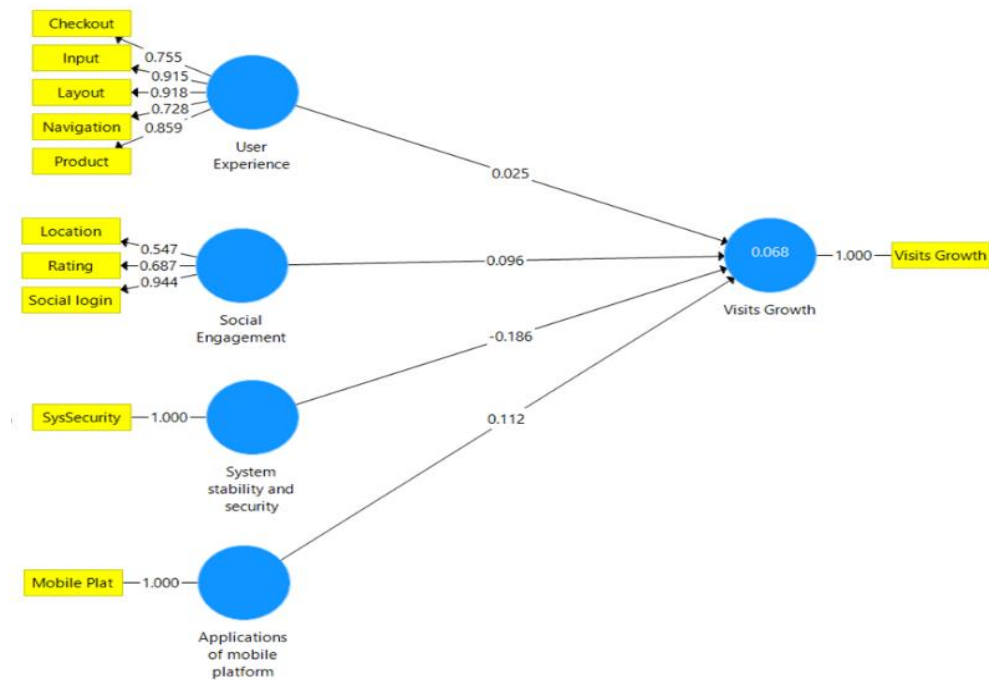 Checkout
0.755
Input
0.915
Layout
0.918
Navigation
0.728
0.859
Product
User
Experience
0.025
Location
0.547
Rating
0.687
Social login
0.944
Social
Engagement
0.096
0.068
1.000
Visits Growth
Visits Growth
-0.186
SysSecurity
1.000
System
stability and
security
0.112
Mobile Plat
1.000
Applications
of mobile
platform